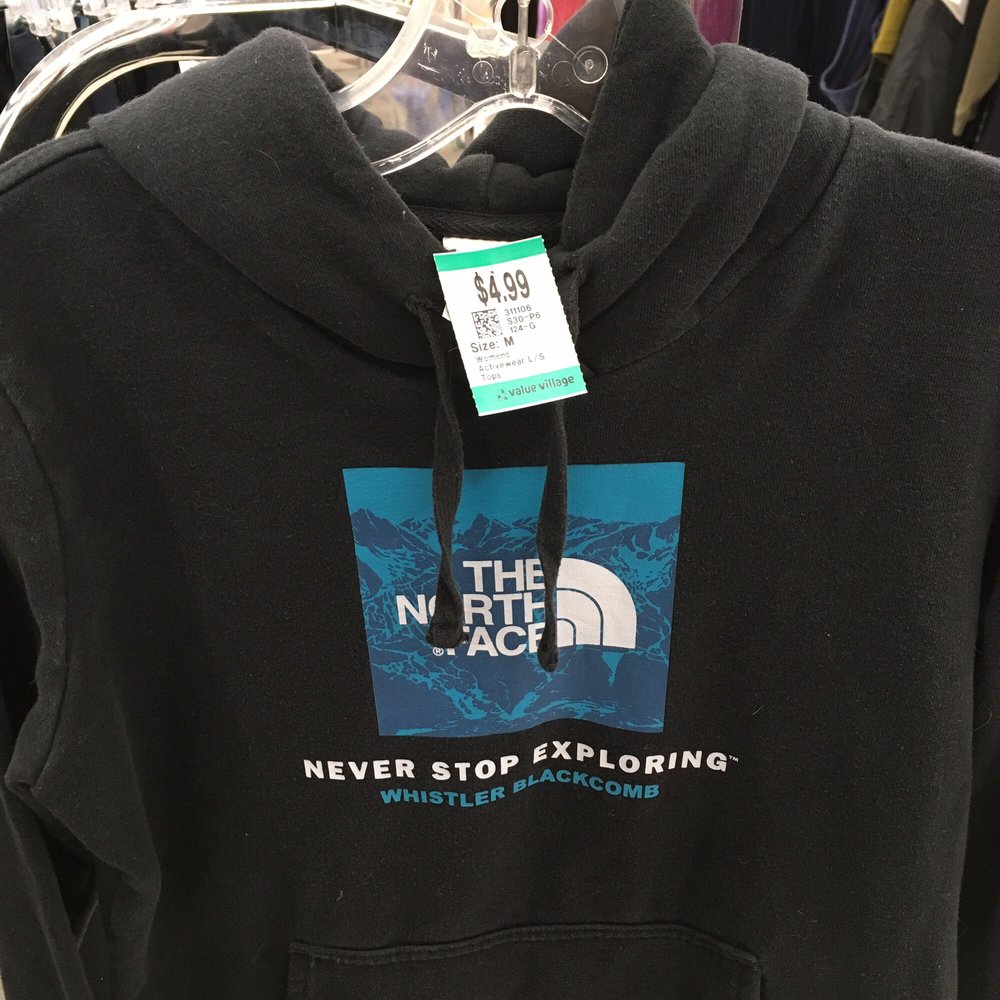 $4.99
311106
S30-P6
124-G
Size: M
Womens
Activewear L/S
Tops
value village
THE
NORTH
®FACE
NEVER STOP EXPLORING™
WHISTLER BLACKCOMB